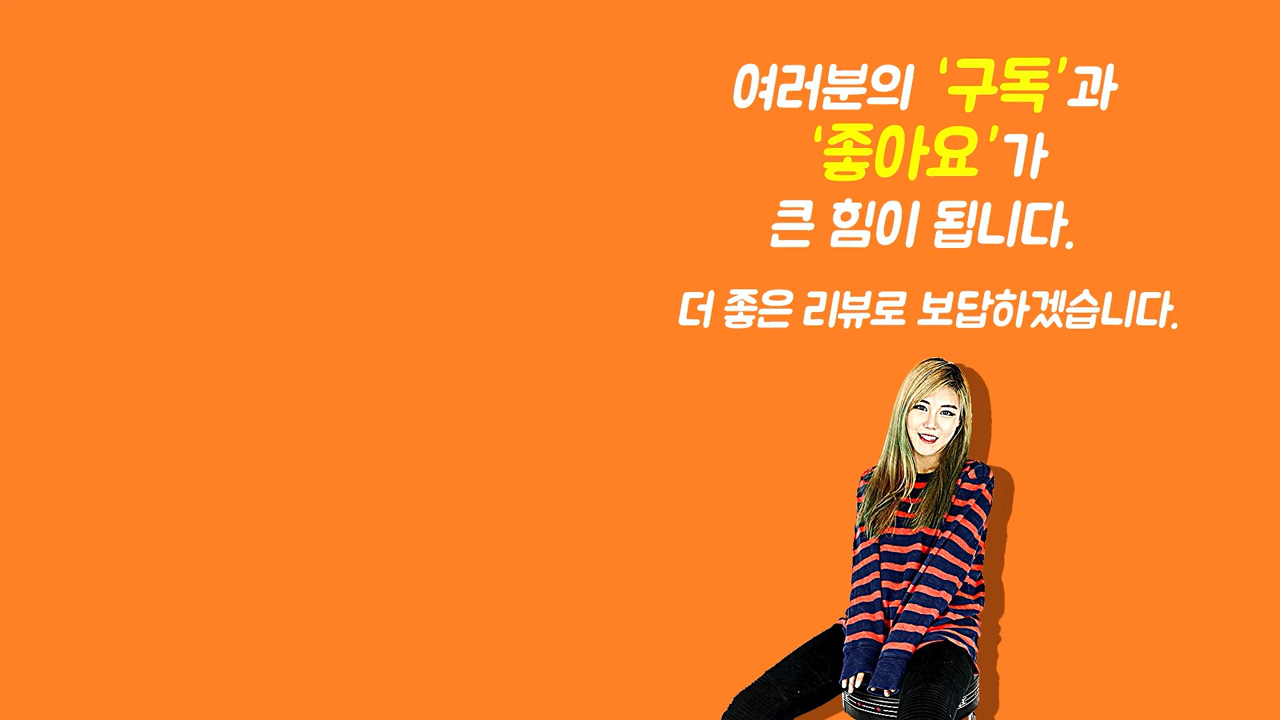 여러분의 ‘구독’과
‘좋아요’가
큰 힘이 됩니다.
더 좋은 리뷰로 보답하겠습니다.